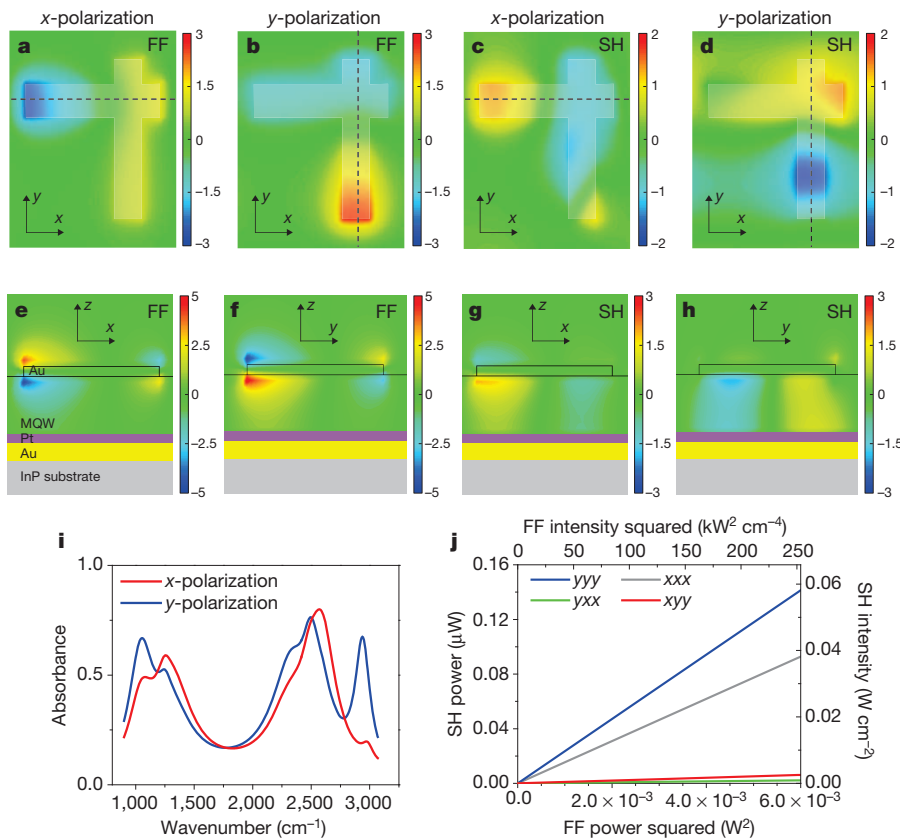 x-polarization y-polarization x-polarization y-polarization
a FF 3 1.5 0 −1.5 −3 y x
b FF 3 1.5 0 −1.5 −3 y x
c SH 2 1 0 −1 −2 y x
d SH 2 1 0 −1 −2 y x
e FF z x Au MQW Pt Au InP substrate 5 2.5 0 −2.5 −5
f FF z y 5 2.5 0 −2.5 −5
g SH z x 3 1.5 0 −1.5 −3
h SH z y 3 1.5 0 −1.5 −3
i
1.0
x-polarization
y-polarization
0.5
0.0
Absorbance
1,000 1,500 2,000 2,500 3,000
Wavenumber (cm⁻¹)
j
FF intensity squared (kW² cm⁻⁴)
0 50 100 150 200 250
yyy xxx
yxx xyy
0.16
0.12
0.08
0.04
0.00
SH power (μW)
0.06
0.04
0.02
0.00
SH intensity (W cm⁻²)
0.0 2.0 × 10⁻³ 4.0 × 10⁻³ 6.0 × 10⁻³
FF power squared (W²)